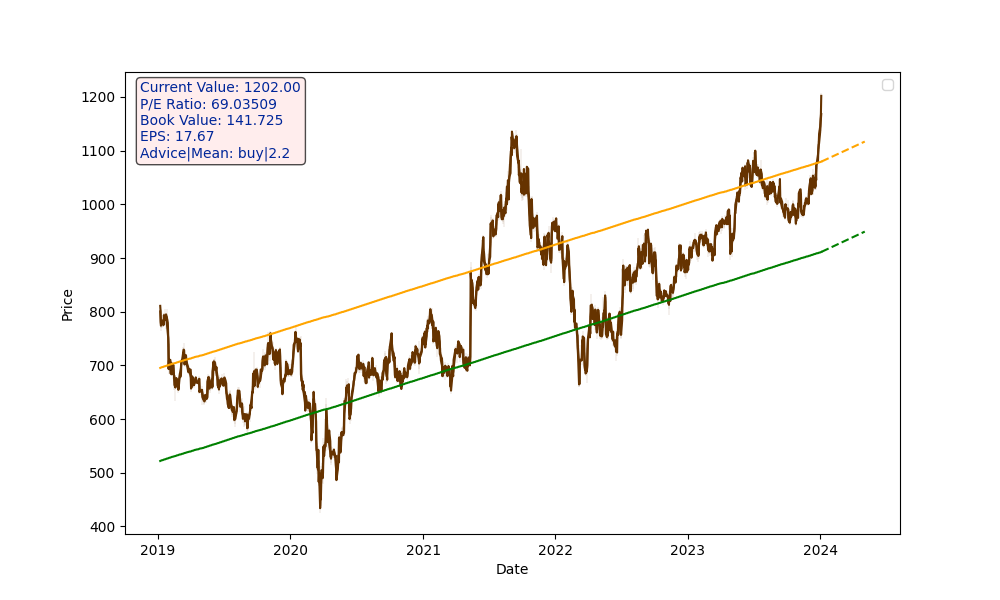 Current Value: 1202.00
P/E Ratio: 69.03509
Book Value: 141.725
EPS: 17.67
Advice|Mean: buy|2.2
1200
1100
1000
900
800
700
600
500
400
Price
2019 2020 2021 2022 2023 2024
Date